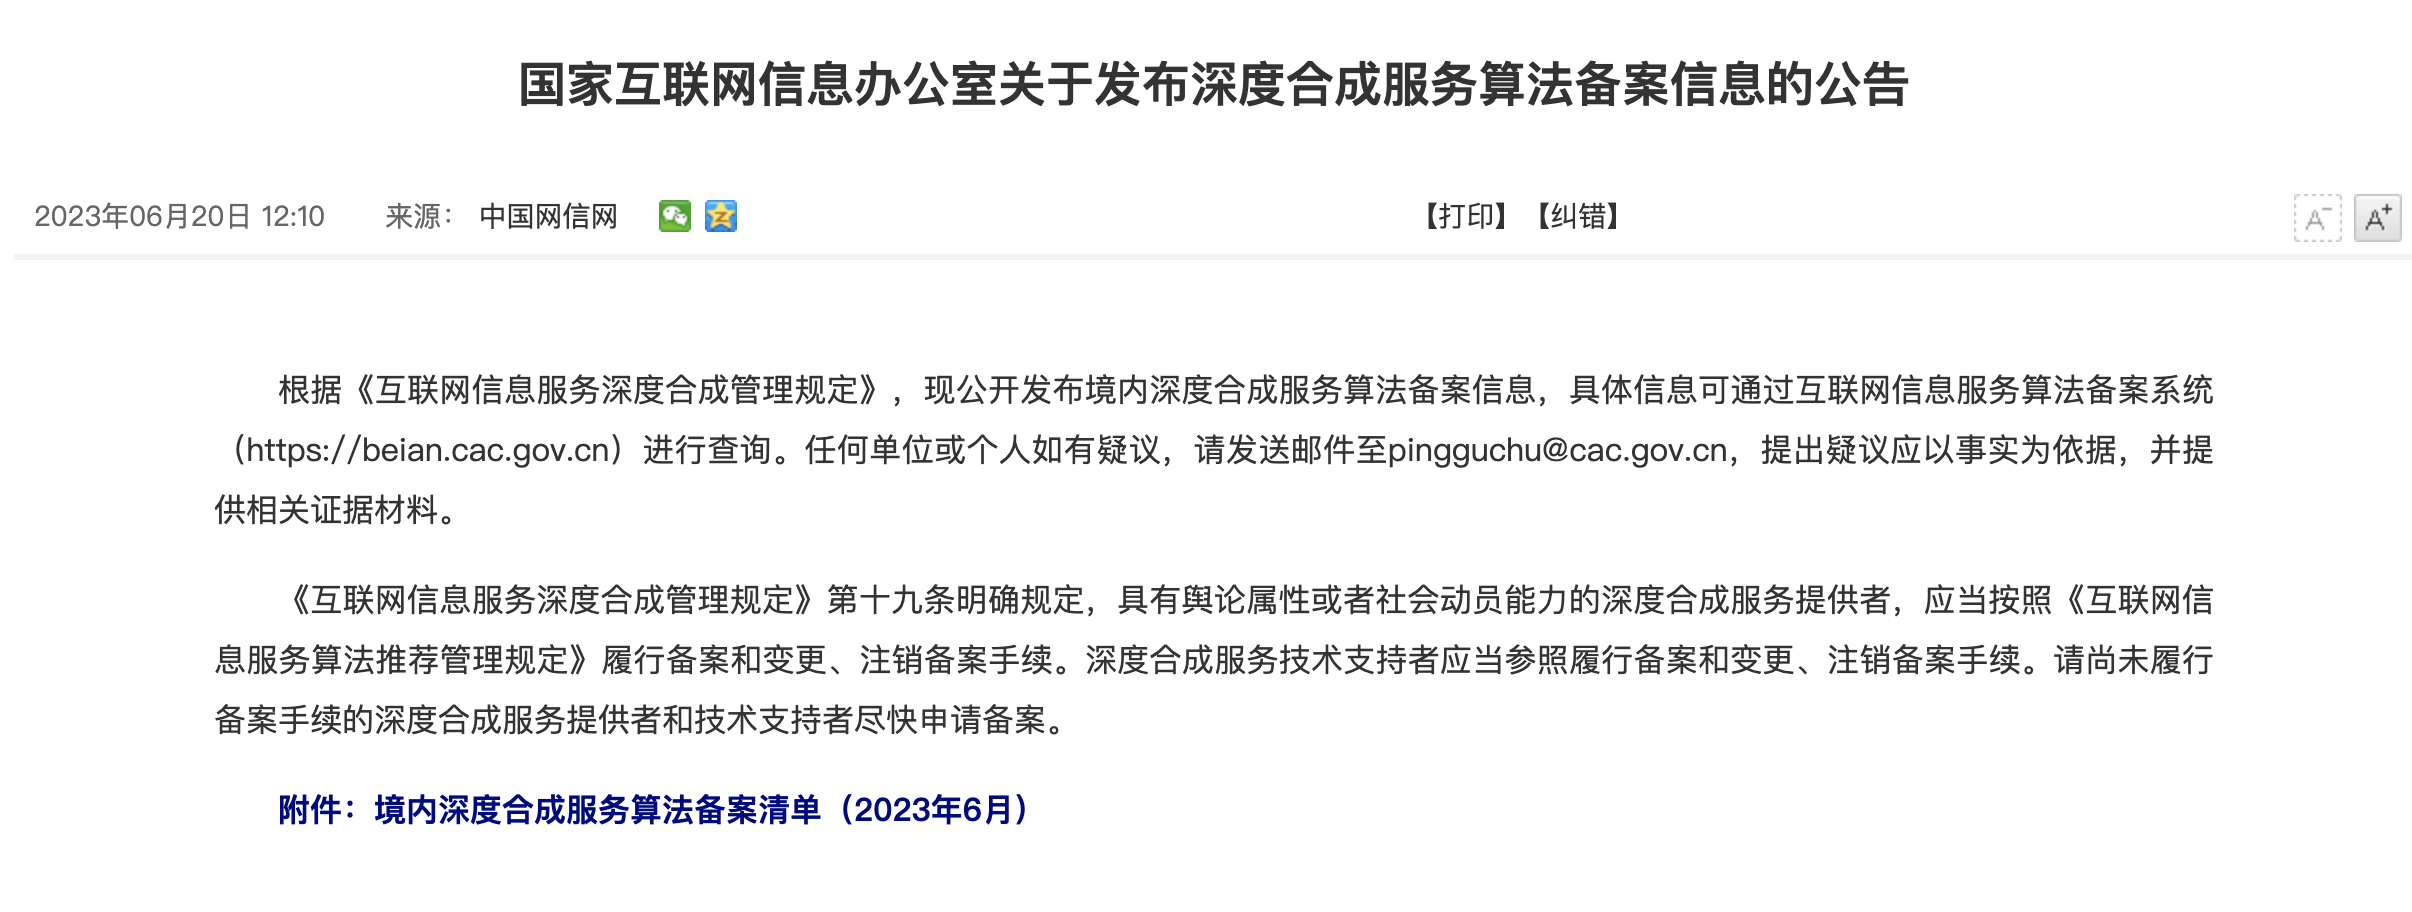 国家互联网信息办公室关于发布深度合成服务算法备案信息的公告
2023年06月20日 12:10 来源： 中国网信网 【打印】【纠错】 A- A+
根据《互联网信息服务深度合成管理规定》，现公开发布境内深度合成服务算法备案信息，具体信息可通过互联网信息服务算法备案系统
（https://beian.cac.gov.cn）进行查询。任何单位或个人如有疑议，请发送邮件至pingguchu@cac.gov.cn，提出疑议应以事实为依据，并提
供相关证据材料。
《互联网信息服务深度合成管理规定》第十九条明确规定，具有舆论属性或者社会动员能力的深度合成服务提供者，应当按照《互联网信
息服务算法推荐管理规定》履行备案和变更、注销备案手续。深度合成服务技术支持者应当参照履行备案和变更、注销备案手续。请尚未履行
备案手续的深度合成服务提供者和技术支持者尽快申请备案。
附件：境内深度合成服务算法备案清单（2023年6月）